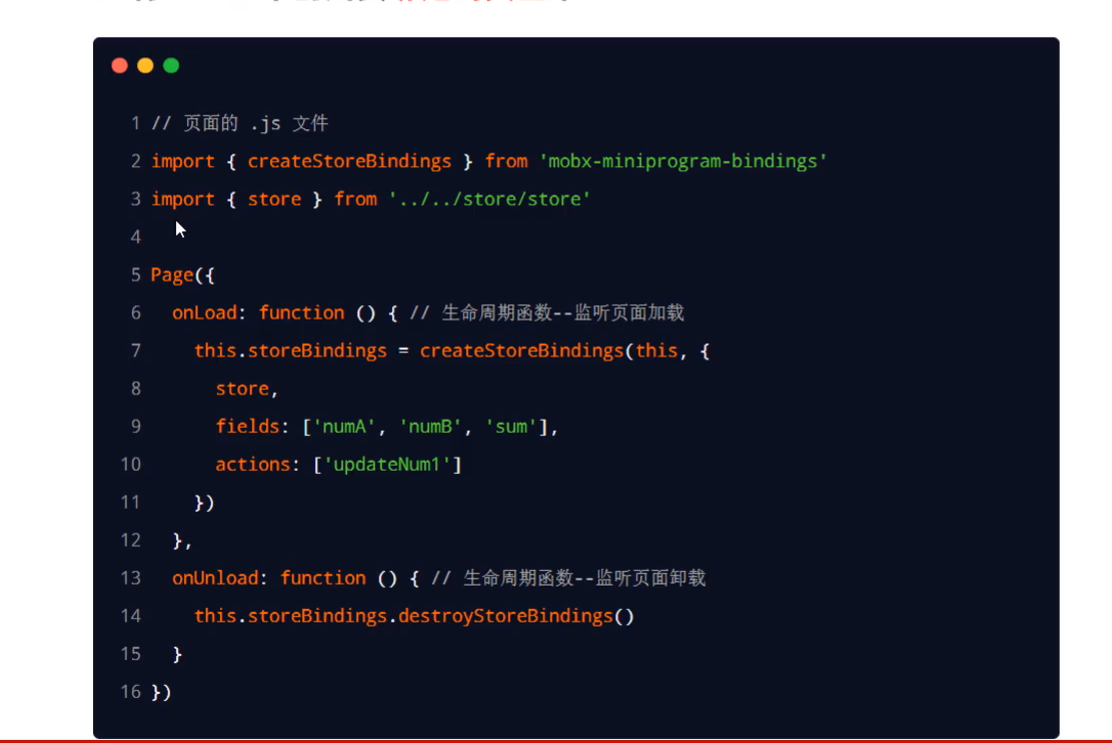 1 // 页面的 .js 文件
2 import { createStoreBindings } from 'mobx-miniprogram-bindings'
3 import { store } from '../../store/store'
4
5 Page({
6   onLoad: function () { // 生命周期函数--监听页面加载
7     this.storeBindings = createStoreBindings(this, {
8       store,
9       fields: ['numA', 'numB', 'sum'],
10       actions: ['updateNum1']
11     })
12   },
13   onUnload: function () { // 生命周期函数--监听页面卸载
14     this.storeBindings.destroyStoreBindings()
15   }
16 })